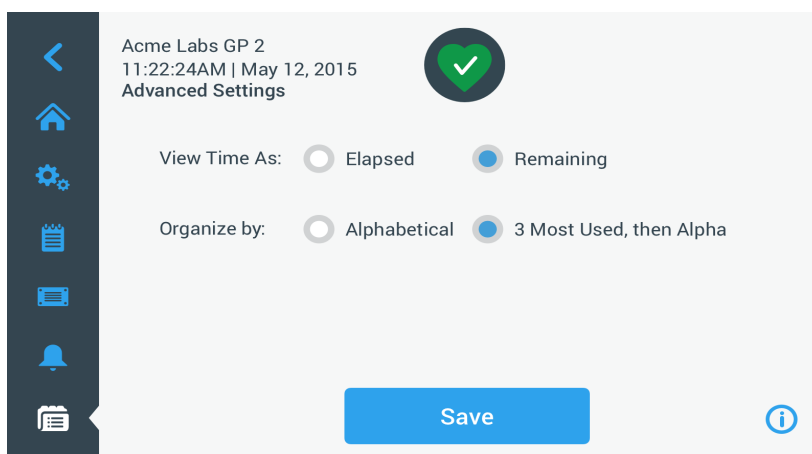 Acme Labs GP 2
11:22:24AM | May 12, 2015
Advanced Settings
View Time As: Elapsed Remaining
Organize by: Alphabetical 3 Most Used, then Alpha
Save